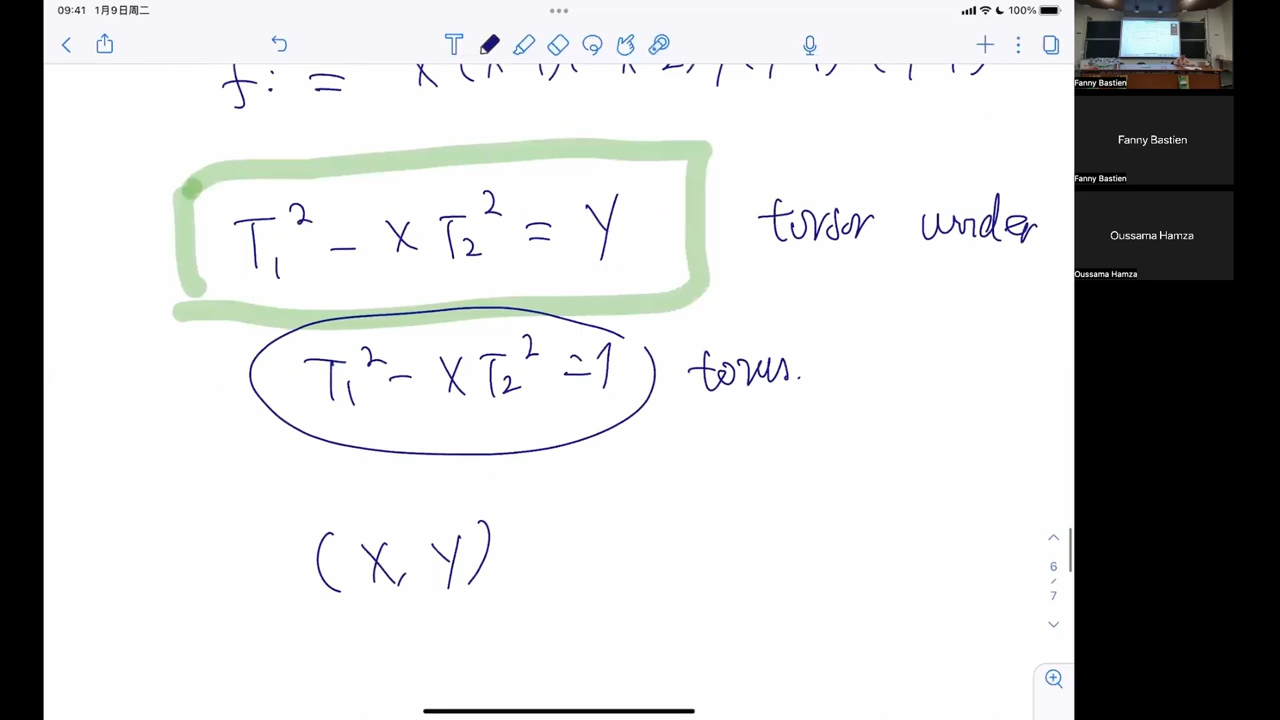 09:41 1月9日周二
100%
f : =
T₁² - X T₂² = Y torsor under
T₁² - X T₂² = 1 torus.
(X, Y)
6
7
Fanny Bastien
Fanny Bastien
Fanny Bastien
Oussama Hamza
Oussama Hamza